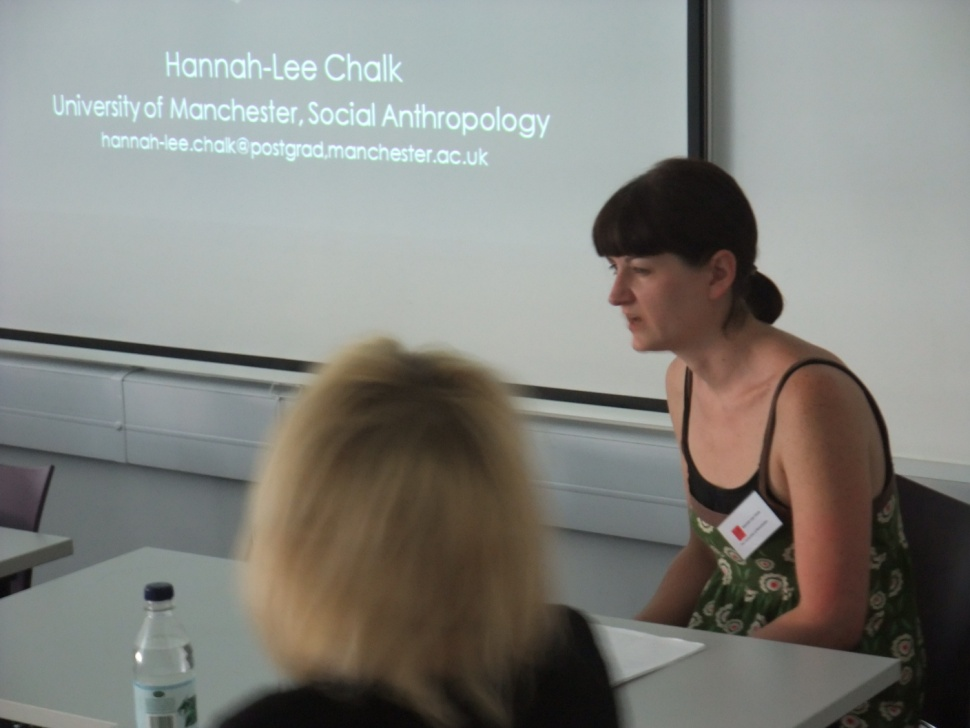 Hannah-Lee Chalk
University of Manchester, Social Anthropology
hannah-lee.chalk@postgrad,manchester.ac.uk